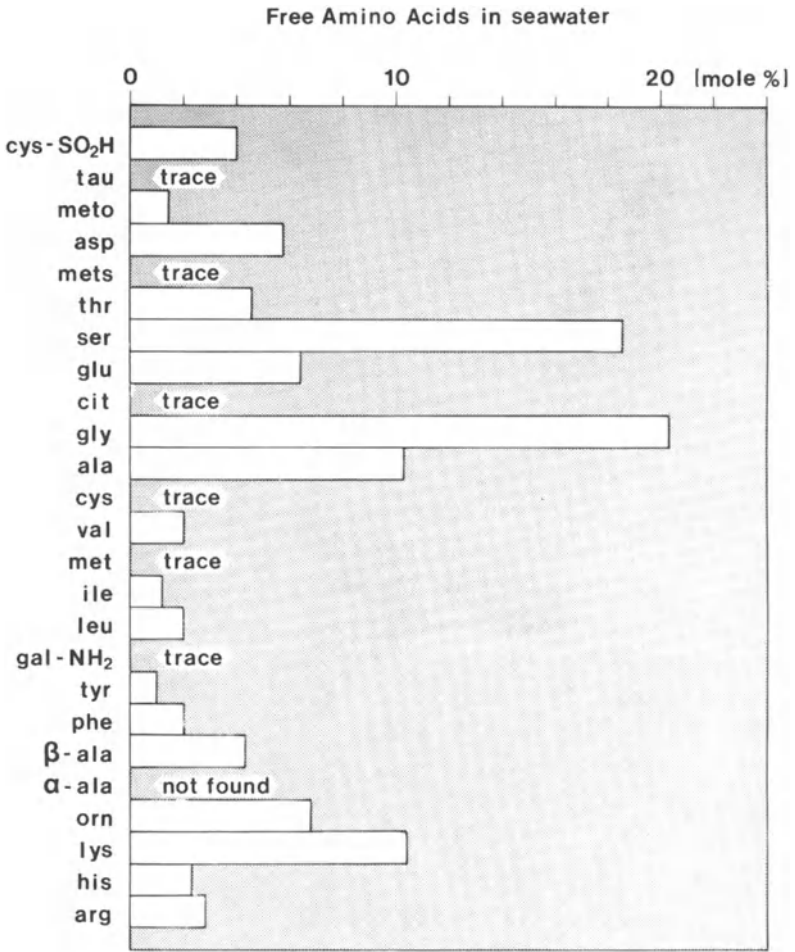 Free Amino Acids in seawater
0 10 20 (mole %)
cys-SO₂H
tau trace
meto
asp
mets trace
thr
ser
glu
cit trace
gly
ala
cys trace
val
met trace
ile
leu
gal-NH₂ trace
tyr
phe
β-ala
α-ala not found
orn
lys
his
arg